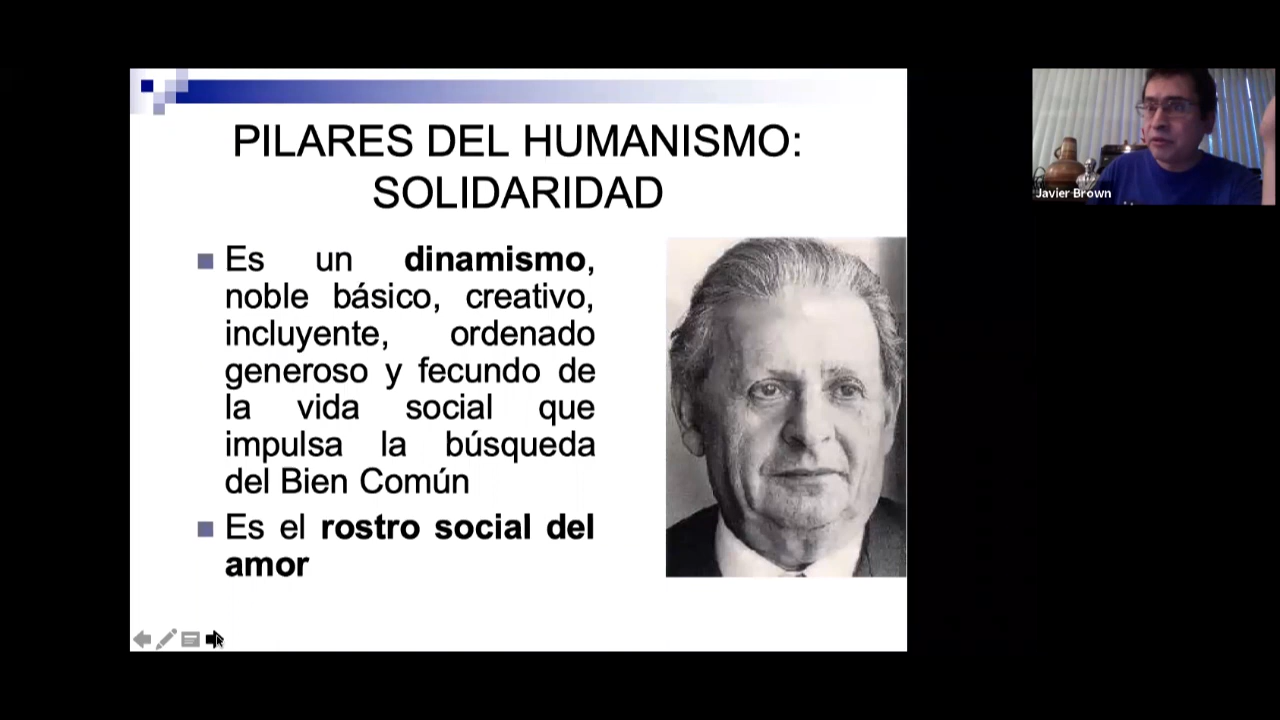 PILARES DEL HUMANISMO:
SOLIDARIDAD
Es un dinamismo,
noble básico, creativo,
incluyente, ordenado
generoso y fecundo de
la vida social que
impulsa la búsqueda
del Bien Común
Es el rostro social del
amor
Javier Brown